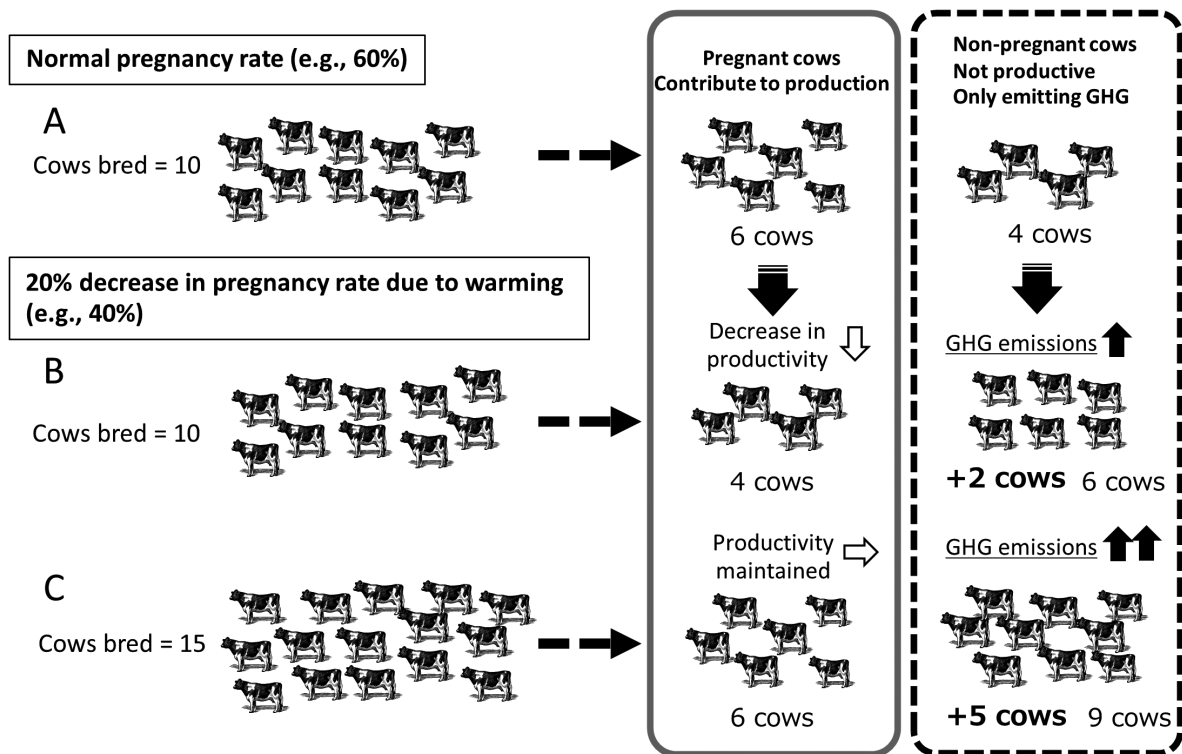 Normal pregnancy rate (e.g., 60%)
Pregnant cows
Contribute to production
Non-pregnant cows
Not productive
Only emitting GHG
A
Cows bred = 10
6 cows
4 cows
20% decrease in pregnancy rate due to warming
(e.g., 40%)
Decrease in
productivity
GHG emissions
B
Cows bred = 10
4 cows
+2 cows 6 cows
Productivity
maintained
GHG emissions
C
Cows bred = 15
6 cows
+5 cows 9 cows